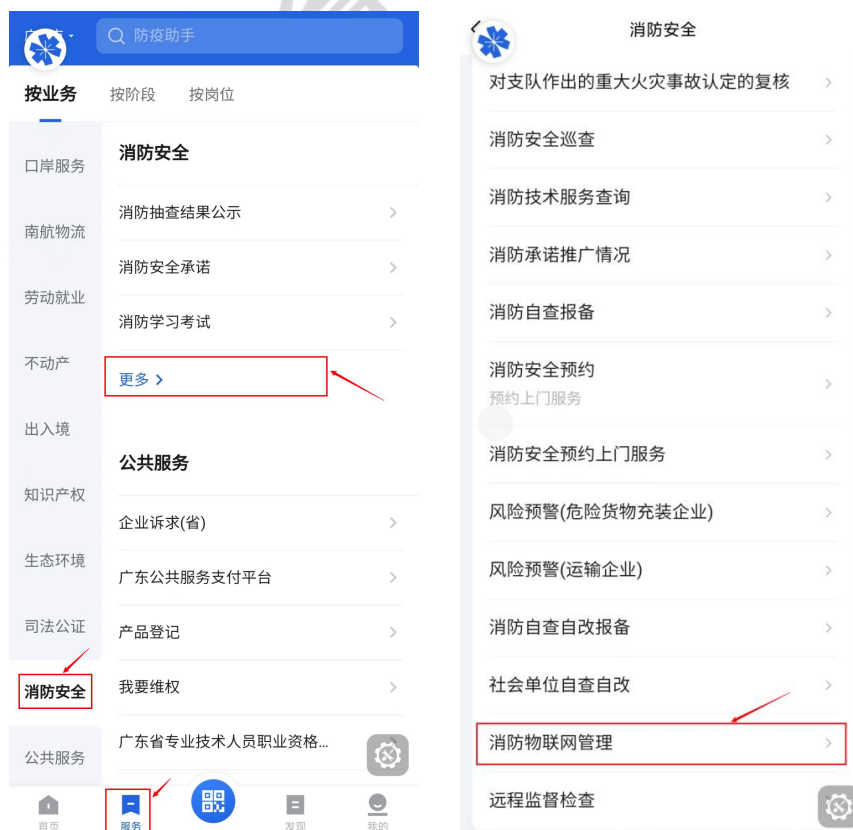 防疫助手
按业务
按阶段
按岗位
口岸服务
南航物流
劳动就业
不动产
出入境
知识产权
生态环境
司法公证
消防安全
公共服务
消防安全
消防抽查结果公示
消防安全承诺
消防学习考试
更多
公共服务
企业诉求(省)
广东公共服务支付平台
产品登记
我要维权
广东省专业技术人员职业资格...
首页
服务
发现
我的
消防安全
对支队作出的重大火灾事故认定的复核
消防安全巡查
消防技术服务查询
消防承诺推广情况
消防自查报备
消防安全预约
预约上门服务
消防安全预约上门服务
风险预警(危险货物充装企业)
风险预警(运输企业)
消防自查自改报备
社会单位自查自改
消防物联网管理
远程监督检查